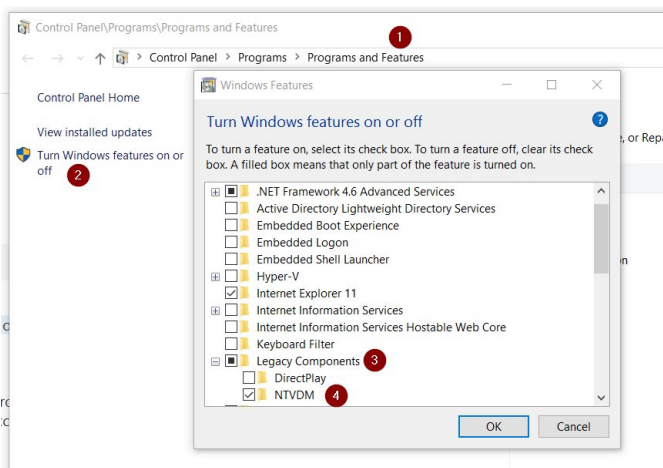 Control Panel\Programs\Programs and Features
1
Control Panel > Programs > Programs and Features
Windows Features
Control Panel Home
View installed updates
Turn Windows features on or
off
2
Turn Windows features on or off
?
To turn a feature on, select its check box. To turn a feature off, clear its check
box. A filled box means that only part of the feature is turned on.
, or Rep
.NET Framework 4.6 Advanced Services
Active Directory Lightweight Directory Services
Embedded Boot Experience
Embedded Logon
Embedded Shell Launcher
Hyper-V
Internet Explorer 11
Internet Information Services
Internet Information Services Hostable Web Core
Keyboard Filter
Legacy Components
3
DirectPlay
NTVDM
4
OK
Cancel